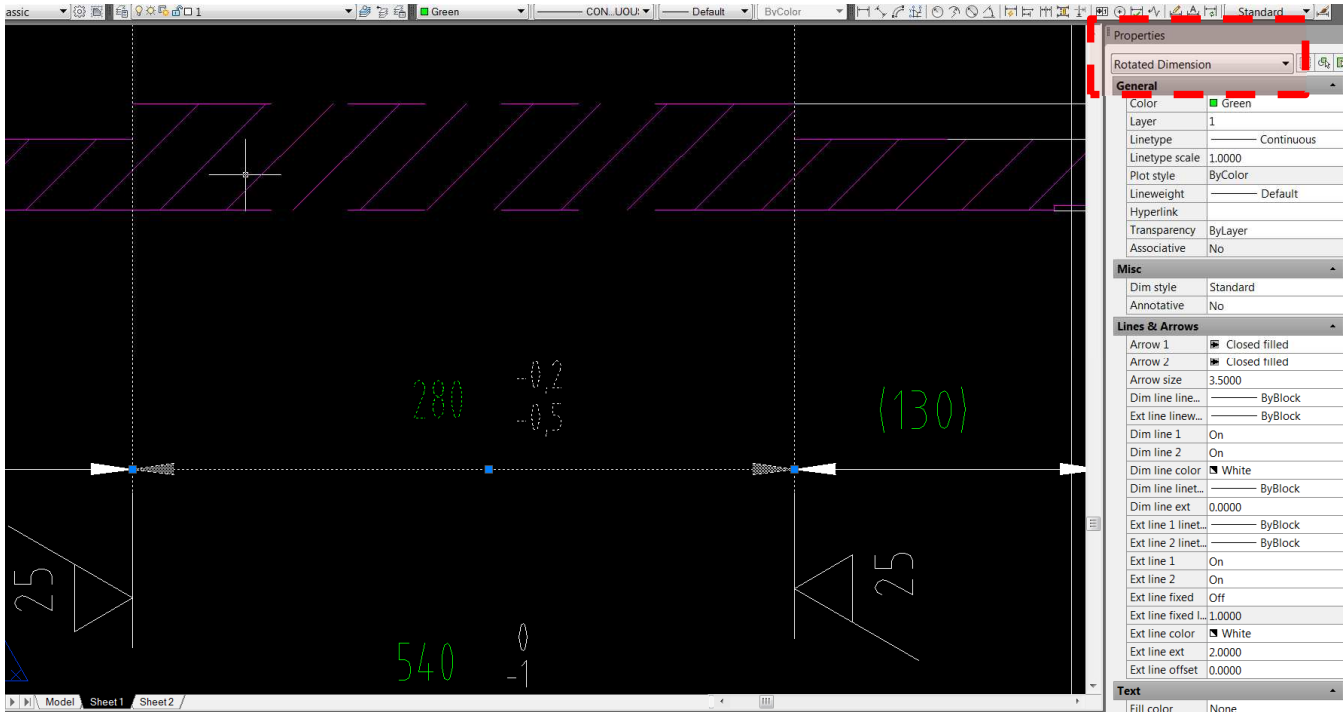 assic 1 Green CON...UOU: Default ByColor Standard
Properties
Rotated Dimension
General
Color Green
Layer 1
Linetype Continuous
Linetype scale 1.0000
Plot style ByColor
Lineweight Default
Hyperlink
Transparency ByLayer
Associative No
Misc
Dim style Standard
Annotative No
Lines & Arrows
Arrow 1 Closed filled
Arrow 2 Closed filled
Arrow size 3.5000
Dim line line... ByBlock
Ext line linew... ByBlock
Dim line 1 On
Dim line 2 On
Dim line color White
Dim line linet... ByBlock
Dim line ext 0.0000
Ext line 1 linet... ByBlock
Ext line 2 linet... ByBlock
Ext line 1 On
Ext line 2 On
Ext line fixed Off
Ext line fixed l... 1.0000
Ext line color White
Ext line ext 2.0000
Ext line offset 0.0000
Text
Fill color None
-0,2
280
-0,5
(130)
25
25
0
540
-1
Model Sheet1 Sheet2